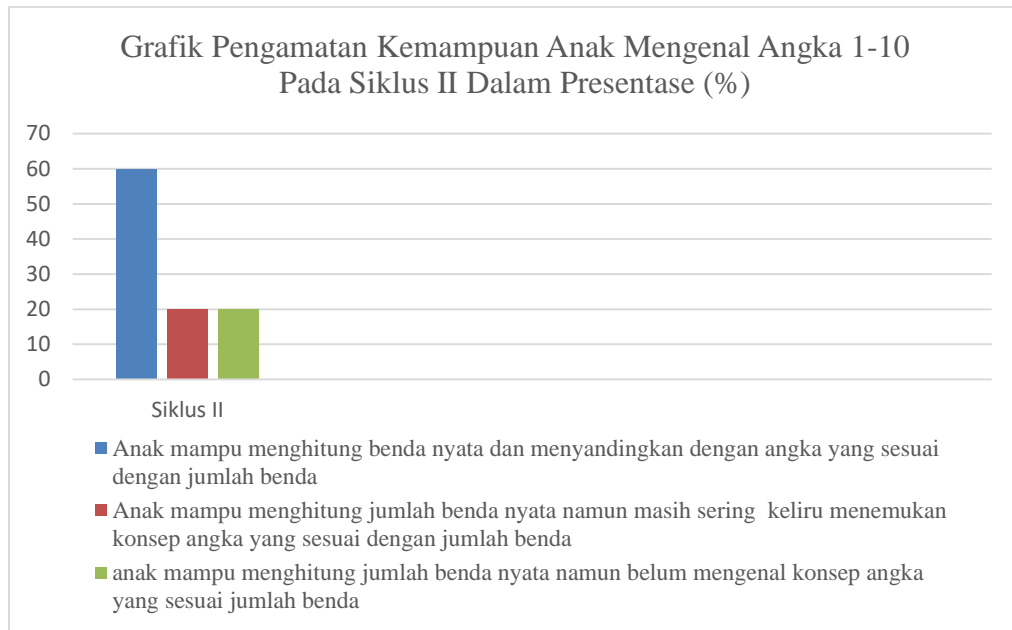 Grafik Pengamatan Kemampuan Anak Mengenal Angka 1-10
Pada Siklus II Dalam Presentase (%)
70
60
50
40
30
20
10
0
Siklus II
Anak mampu menghitung benda nyata dan menyandingkan dengan angka yang sesuai
dengan jumlah benda
Anak mampu menghitung jumlah benda nyata namun masih sering keliru menemukan
konsep angka yang sesuai dengan jumlah benda
anak mampu menghitung jumlah benda nyata namun belum mengenal konsep angka
yang sesuai jumlah benda